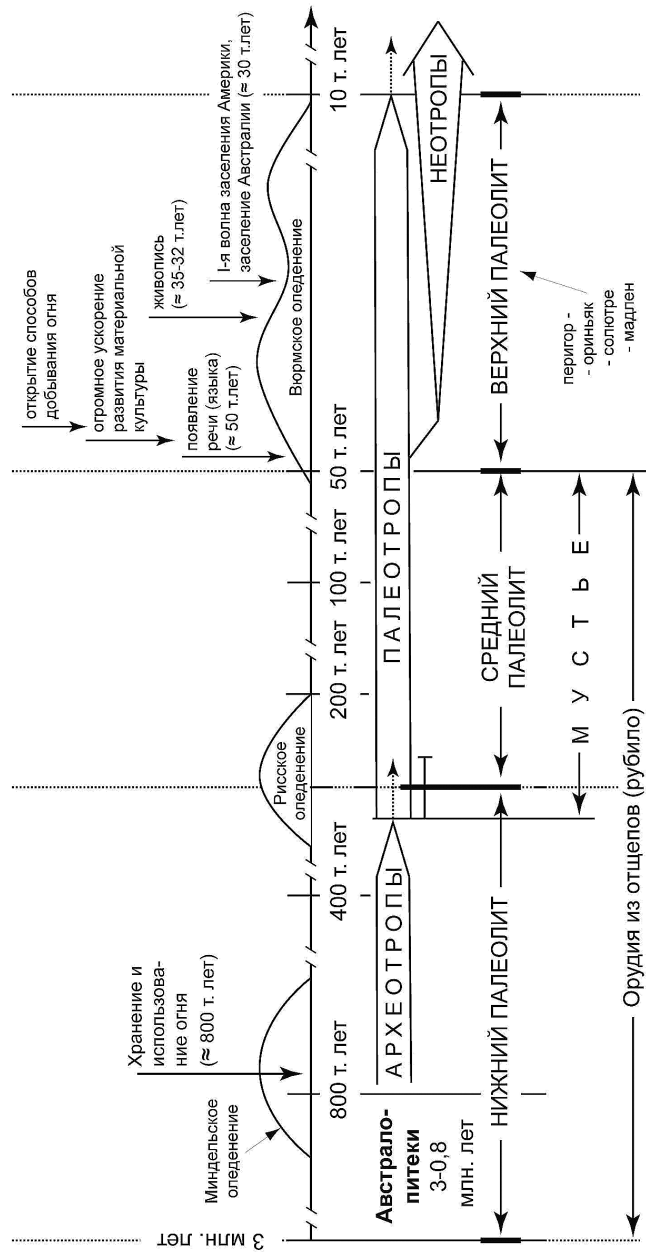 открытие способов
добывания огня
огромное ускорение
развития материальной
культуры
появление
речи (языка)
(≈ 50 т.лет)
живопись
(≈ 35-32 т.лет)
I-я волна заселения Америки,
заселение Австралии (≈ 30 т.лет)
Хранение и
использова-
ние огня
(≈ 800 т. лет)
Миндельское
оледенение
Рисское
оледенение
Вюрмское оледенение
3 млн. лет
800 т. лет
400 т. лет
200 т. лет
100 т. лет
50 т. лет
10 т. лет
Австрало-
питеки
3-0,8
млн. лет
АРХЕОТРОПЫ
ПАЛЕОТРОПЫ
НЕОТРОПЫ
НИЖНИЙ ПАЛЕОЛИТ
СРЕДНИЙ
ПАЛЕОЛИТ
ВЕРХНИЙ ПАЛЕОЛИТ
МУСТЬЕ
перигор -
- ориньяк
- солютре
- мадлен
Орудия из отщепов (рубило)